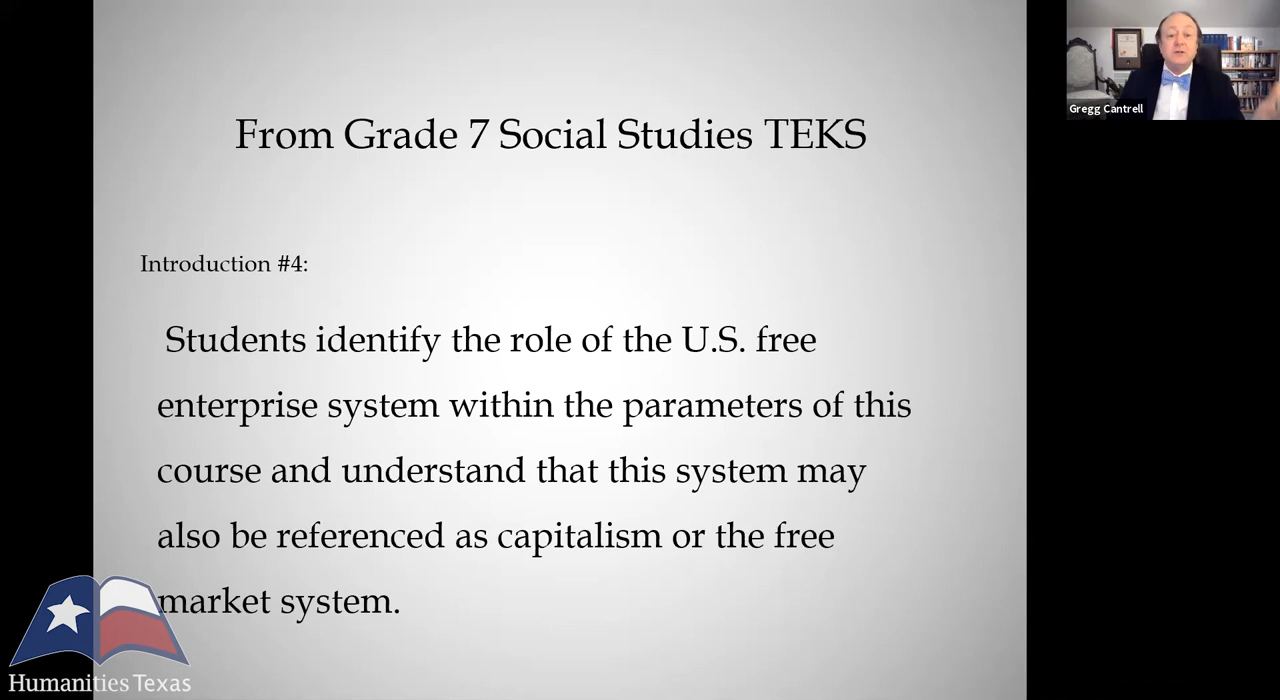 From Grade 7 Social Studies TEKS
Introduction #4:
Students identify the role of the U.S. free
enterprise system within the parameters of this
course and understand that this system may
also be referenced as capitalism or the free
market system.
Gregg Cantrell
Humanities Texas